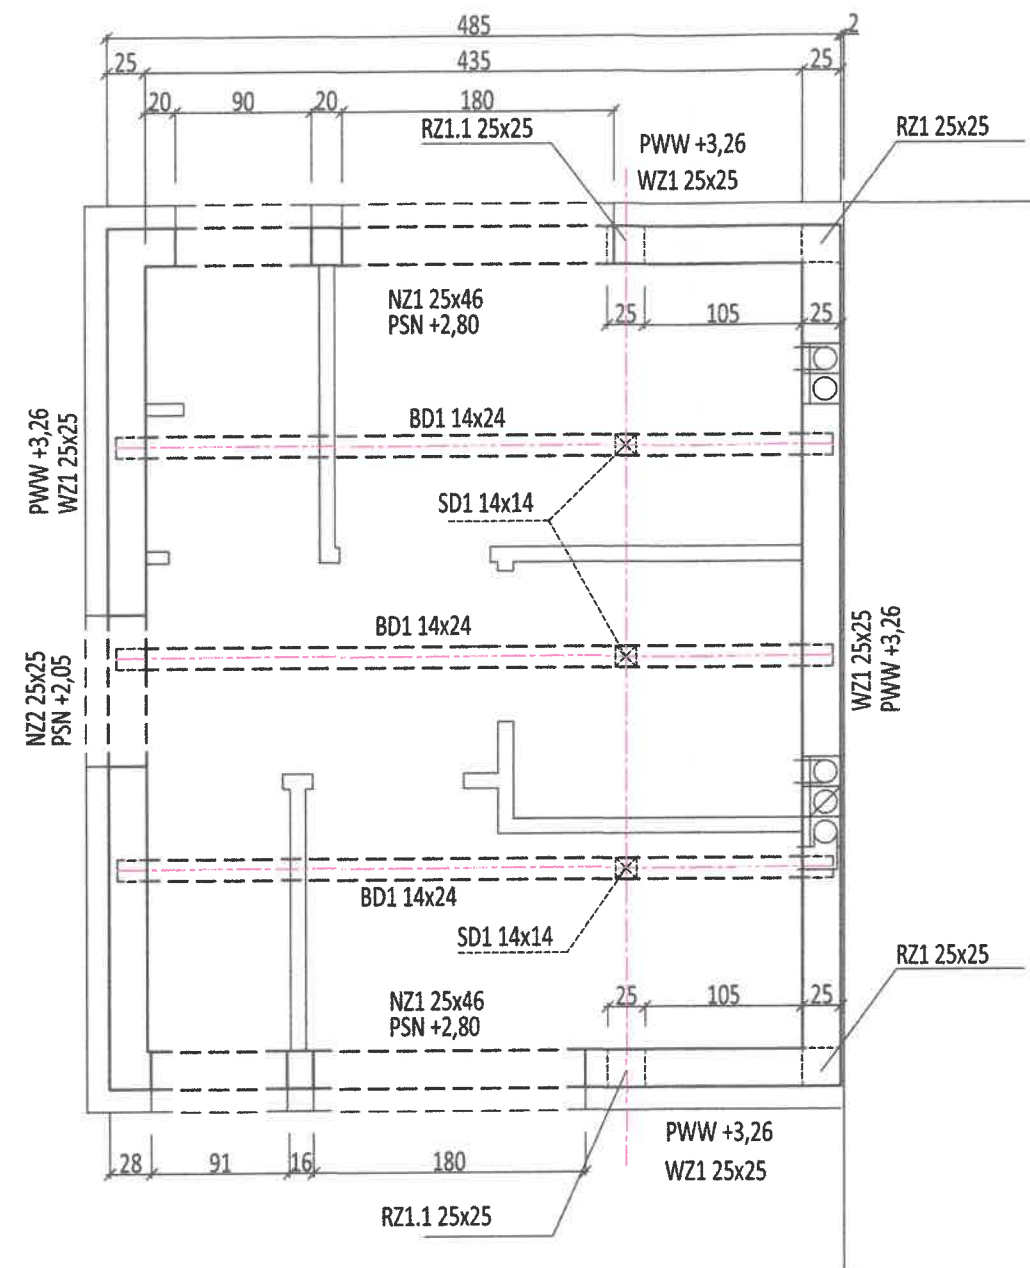 485
2
25
435
25
20
90
20
180
RZ1.1 25x25
PWW +3,26
WZ1 25x25
RZ1 25x25
NZ1 25x46
PSN +2,80
25
105
25
BD1 14x24
PWW +3,26
WZ1 25x25
SD1 14x14
BD1 14x24
NZ2 25x25
PSN +2,05
WZ1 25x25
PWW +3,26
BD1 14x24
SD1 14x14
RZ1 25x25
NZ1 25x46
PSN +2,80
25
105
25
PWW +3,26
WZ1 25x25
28
91
16
180
RZ1.1 25x25